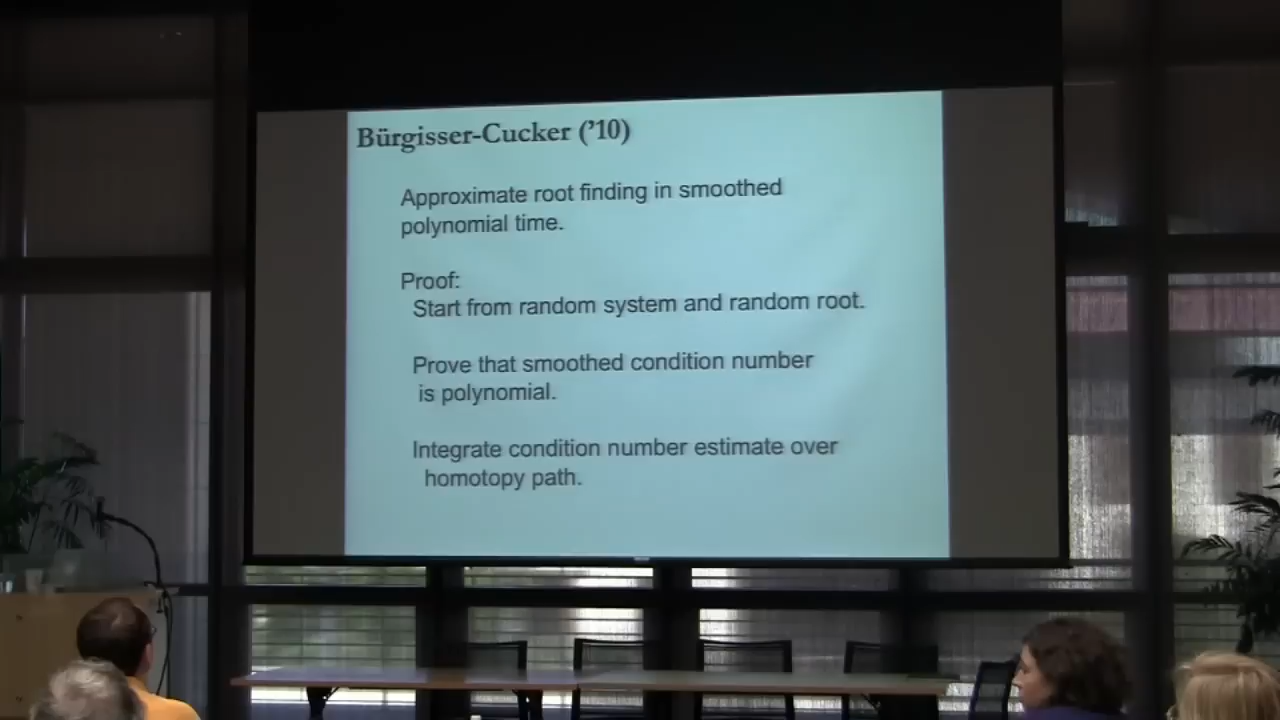 Bürgisser-Cucker ('10)
Approximate root finding in smoothed
polynomial time.
Proof:
Start from random system and random root.
Prove that smoothed condition number
is polynomial.
Integrate condition number estimate over
homotopy path.